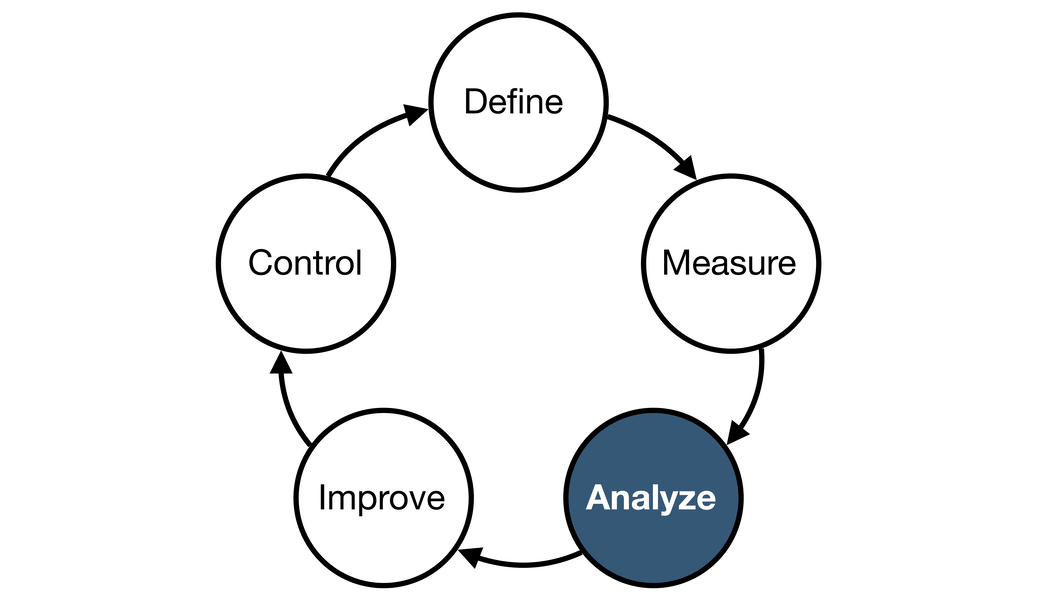 Define
Measure
Analyze
Improve
Control